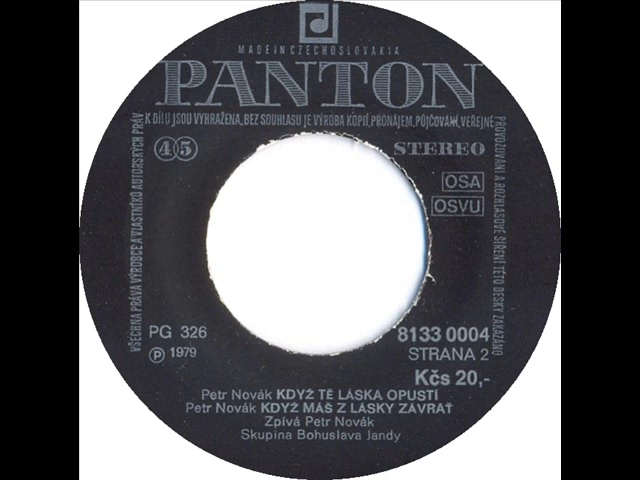 MADE IN CZECHOSLOVAKIA
PANTON
VŠECHNA PRÁVA VÝROBCE A VLASTNÍKŮ AUTORSKÝCH PRÁV
K DÍLU JSOU VYHRAŽENA, BEZ SOUHLASU JE VÝROBA KOPIÍ, PRONÁJEM, PŮJČOVÁNÍ, VEŘEJNÉ
PROVOZOVÁNÍ A ROZHLASOVÉ ŠÍŘENÍ TÉTO DESKY ZAKÁZÁNO
45
STEREO
OSA
OSVU
PG 326
8133 0004
Ⓟ 1979
STRANA 2
Kčs 20,-
Petr Novák KDYŽ TĚ LÁSKA OPUSTÍ
Petr Novák KDYŽ MÁŠ Z LÁSKY ZÁVRAŤ
Zpívá Petr Novák
Skupina Bohuslava Jandy